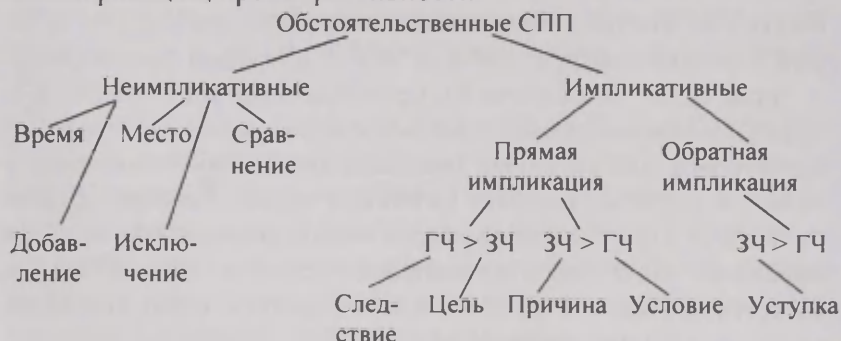 Обстоятельственные СПП
Неимпликативные Импликативные
Время Место Срав-
нение
Прямая Обратная
импликация импликация
Добав- Исклю-
ление чение
ГЧ > ЗЧ ЗЧ > ГЧ ЗЧ > ГЧ
След- Цель Причина Условие Уступка
ствие